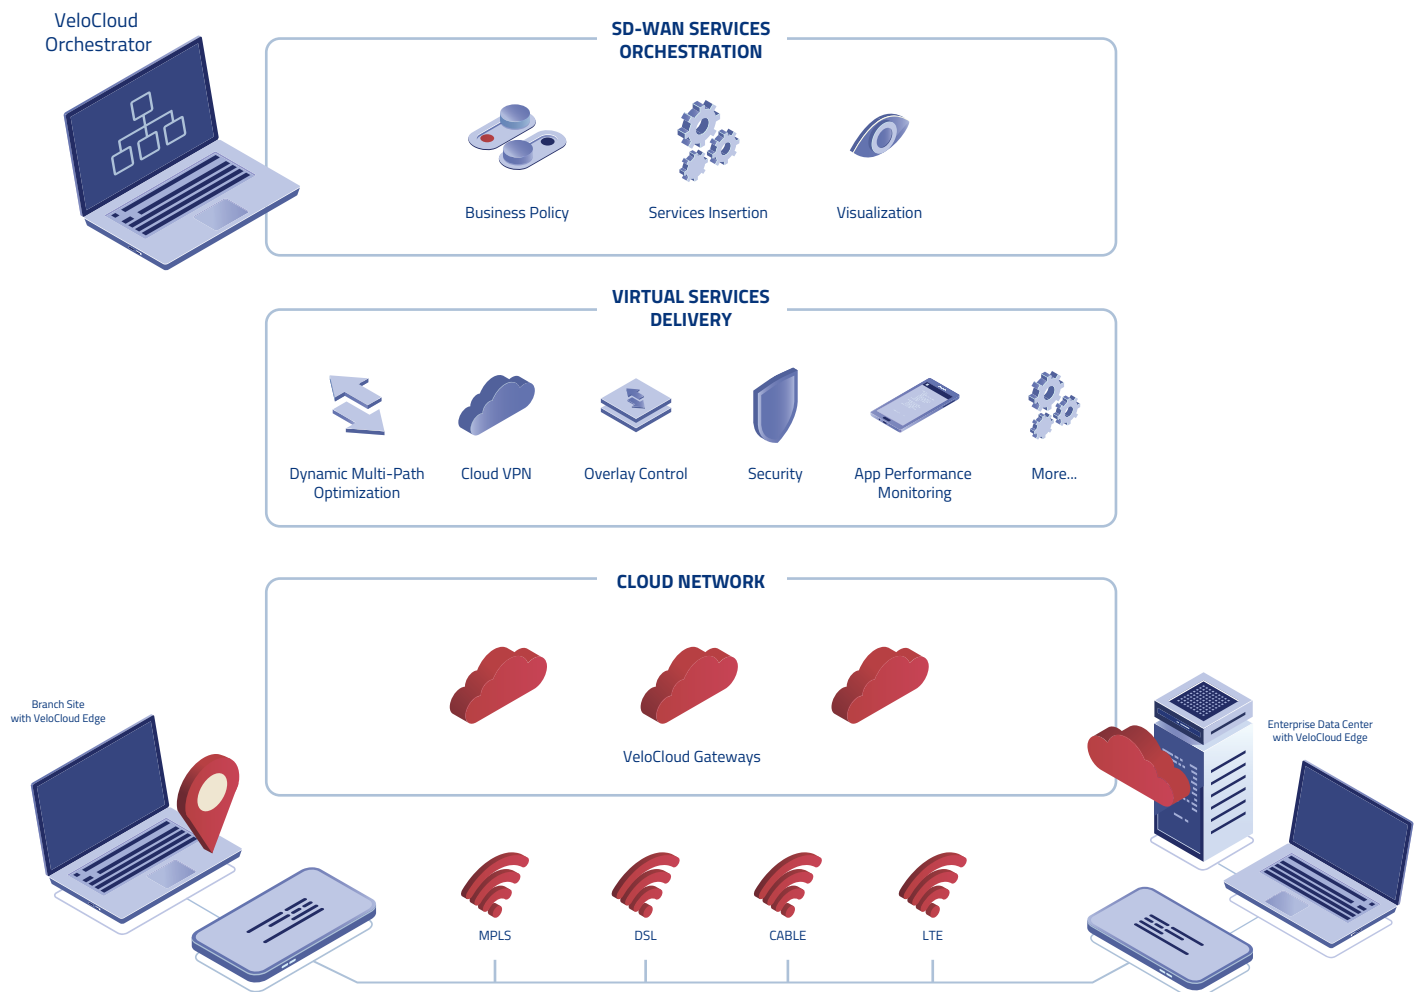 VeloCloud
Orchestrator
SD-WAN SERVICES
ORCHESTRATION
Business Policy
Services Insertion
Visualization
VIRTUAL SERVICES
DELIVERY
Dynamic Multi-Path
Optimization
Cloud VPN
Overlay Control
Security
App Performance
Monitoring
More...
CLOUD NETWORK
VeloCloud Gateways
Branch Site
with VeloCloud Edge
Enterprise Data Center
with VeloCloud Edge
MPLS
DSL
CABLE
LTE